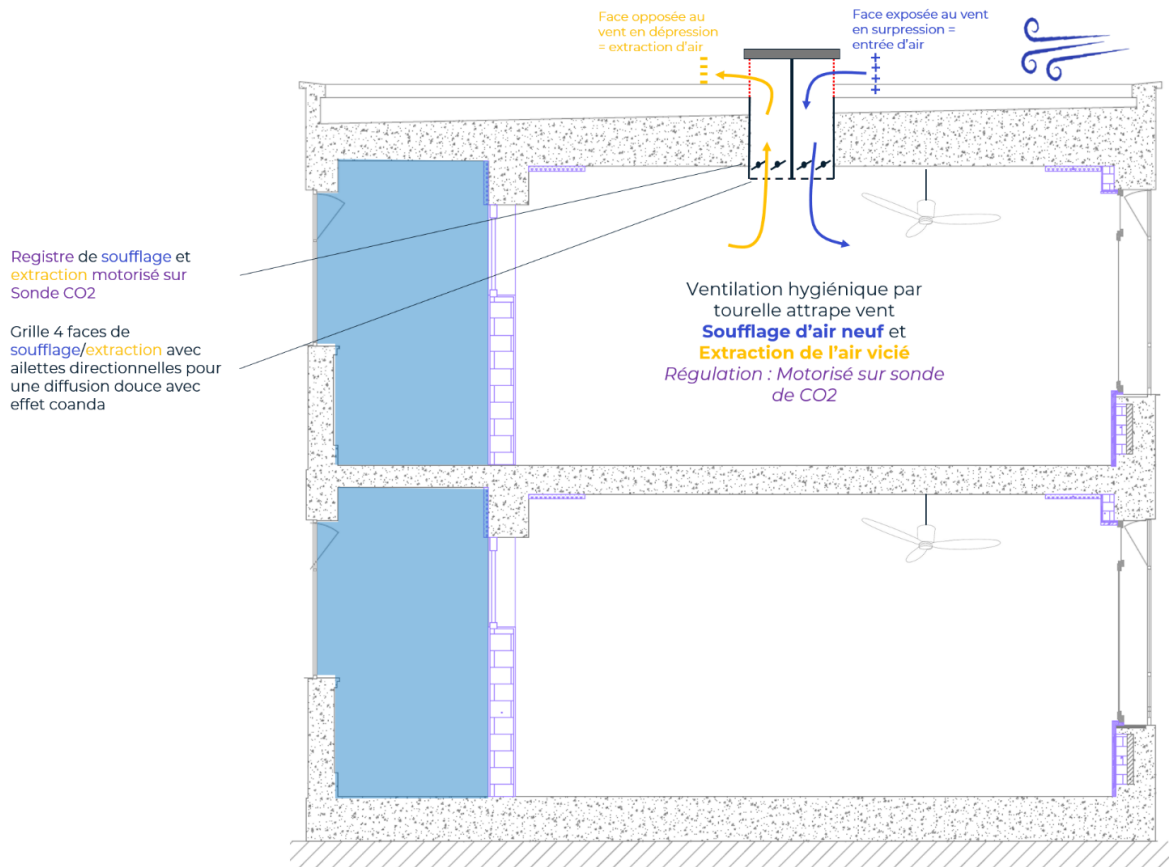 Face opposée au
vent en dépression
= extraction d'air
Face exposée au vent
en surpression =
entrée d'air
Registre de soufflage et
extraction motorisé sur
Sonde CO2
Grille 4 faces de
soufflage/extraction avec
ailettes directionnelles pour
une diffusion douce avec
effet coanda
Ventilation hygiénique par
tourelle attrape vent
Soufflage d'air neuf et
Extraction de l'air vicié
Régulation : Motorisé sur sonde
de CO2